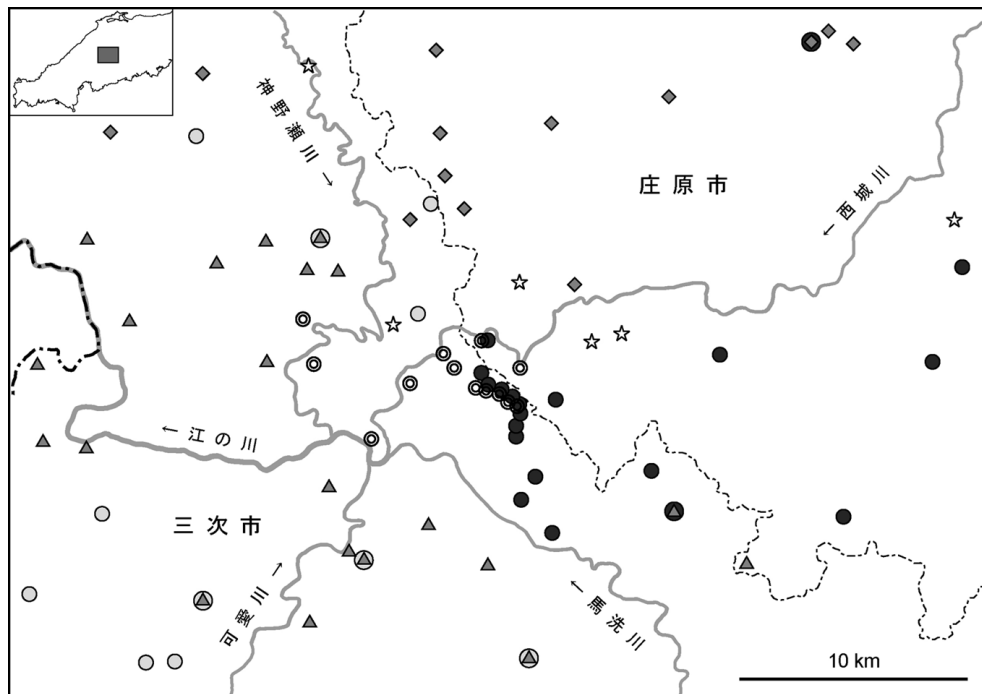 神野瀬川
↓
庄原市
← 西城川
← 江の川
三次市
可愛川 →
← 馬洗川
10 km